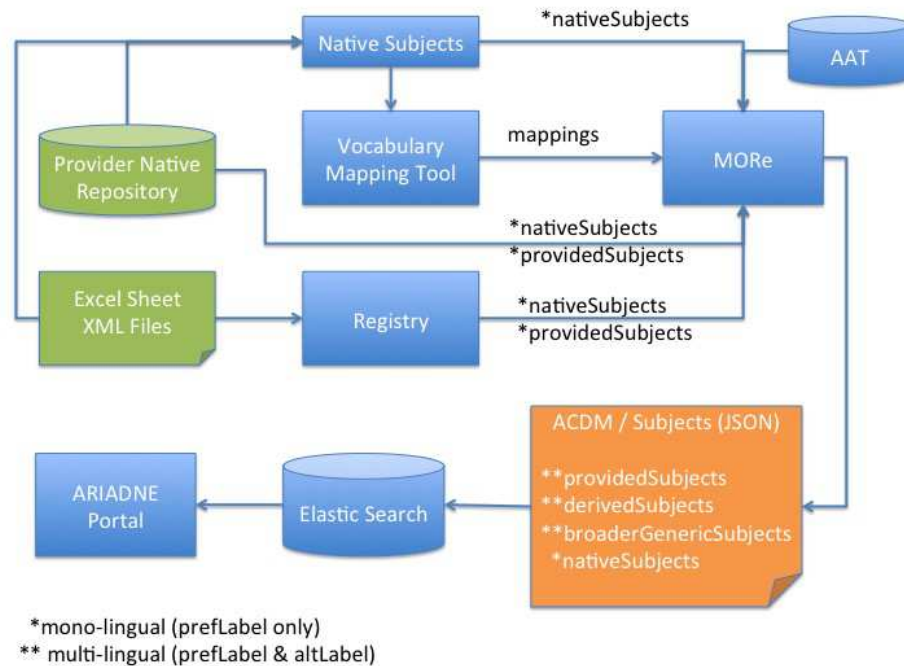 *nativeSubjects
Native Subjects
AAT
Provider Native
Repository
Vocabulary
Mapping Tool
mappings
MORe
*nativeSubjects
*providedSubjects
Excel Sheet
XML Files
Registry
*nativeSubjects
*providedSubjects
ACDM / Subjects (JSON)
**providedSubjects
**derivedSubjects
**broaderGenericSubjects
*nativeSubjects
ARIADNE
Portal
Elastic Search
*mono-lingual (prefLabel only)
** multi-lingual (prefLabel & altLabel)